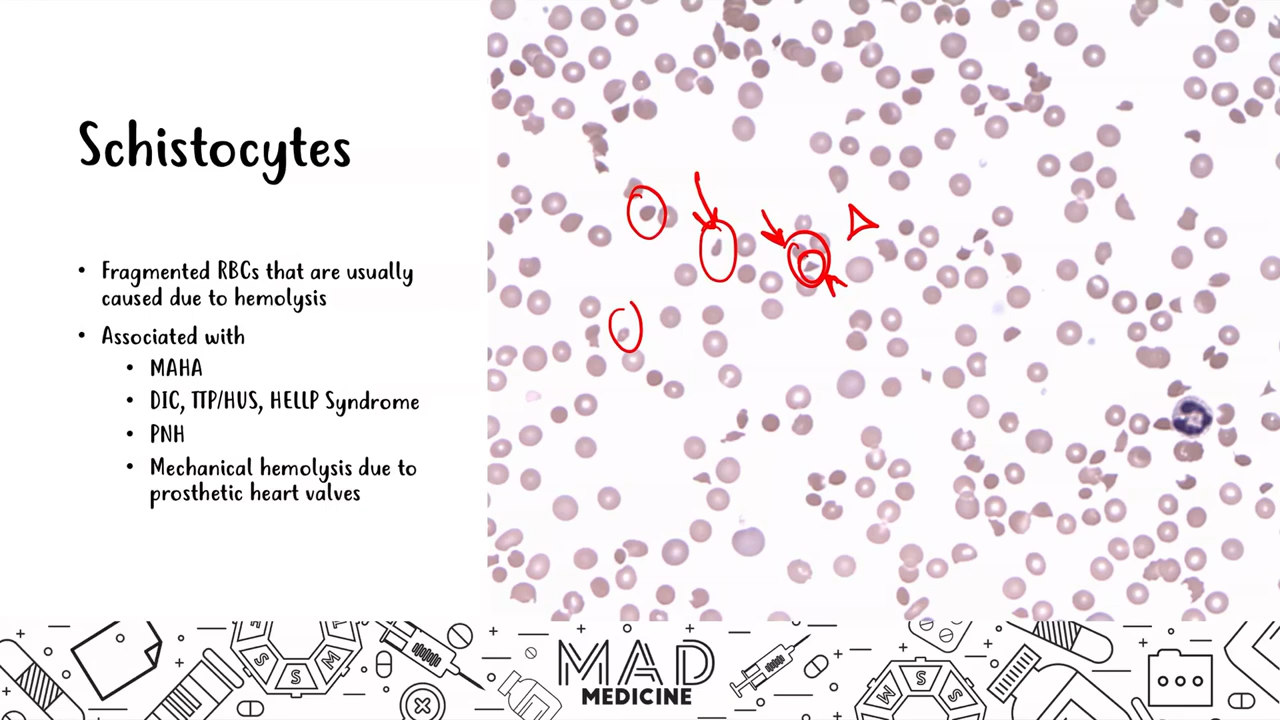 Schistocytes
• Fragmented RBCs that are usually
caused due to hemolysis
• Associated with
• MAHA
• DIC, TTP/HUS, HELLP Syndrome
• PNH
• Mechanical hemolysis due to
prosthetic heart valves
S S M
MAD
MEDICINE
M S S